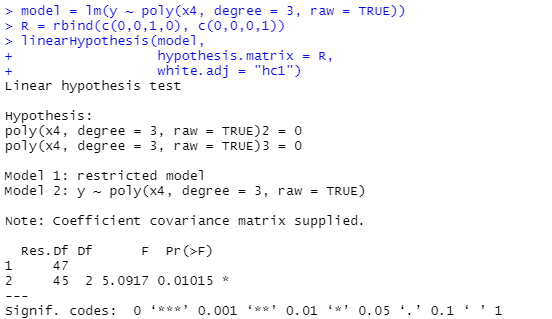 > model = lm(y ~ poly(x4, degree = 3, raw = TRUE))
> R = rbind(c(0,0,1,0), c(0,0,0,1))
> linearHypothesis(model,
+                  hypothesis.matrix = R,
+                  white.adj = "hc1")
Linear hypothesis test

Hypothesis:
poly(x4, degree = 3, raw = TRUE)2 = 0
poly(x4, degree = 3, raw = TRUE)3 = 0

Model 1: restricted model
Model 2: y ~ poly(x4, degree = 3, raw = TRUE)

Note: Coefficient covariance matrix supplied.

  Res.Df Df      F  Pr(>F)
1     47
2     45  2 5.0917 0.01015 *
---
Signif. codes:  0 ‘***’ 0.001 ‘**’ 0.01 ‘*’ 0.05 ‘.’ 0.1 ‘ ’ 1